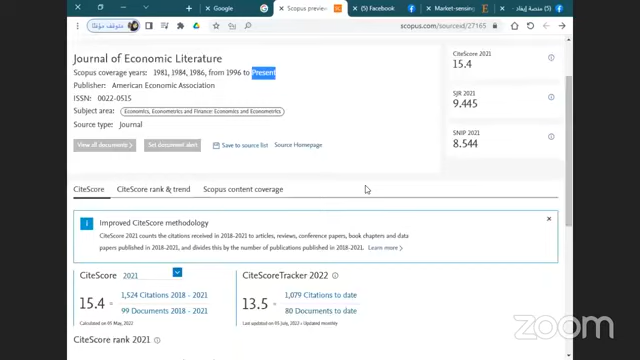 Google
Scopus preview
(5) Facebook
Market-sensing
(5) منصة إيفاد
متوقف مؤقتًا
scopus.com/sourceid/27165
Journal of Economic Literature
Scopus coverage years: 1981, 1984, 1986, from 1996 to Present
Publisher: American Economic Association
ISSN: 0022-0515
Subject area: Economics, Econometrics and Finance: Economics and Econometrics
Source type: Journal
View all documents >
Set document alert
Save to source list
Source Homepage
CiteScore 2021
15.4
SJR 2021
9.445
SNIP 2021
8.544
CiteScore
CiteScore rank & trend
Scopus content coverage
Improved CiteScore methodology
CiteScore 2021 counts the citations received in 2018-2021 to articles, reviews, conference papers, book chapters and data
papers published in 2018-2021, and divides this by the number of publications published in 2018-2021. Learn more >
CiteScore 2021
15.4 =
1,524 Citations 2018 - 2021
99 Documents 2018 - 2021
Calculated on 05 May, 2022
CiteScoreTracker 2022
13.5 =
1,079 Citations to date
80 Documents to date
Last updated on 05 July, 2022 • Updated monthly
CiteScore rank 2021
zoom